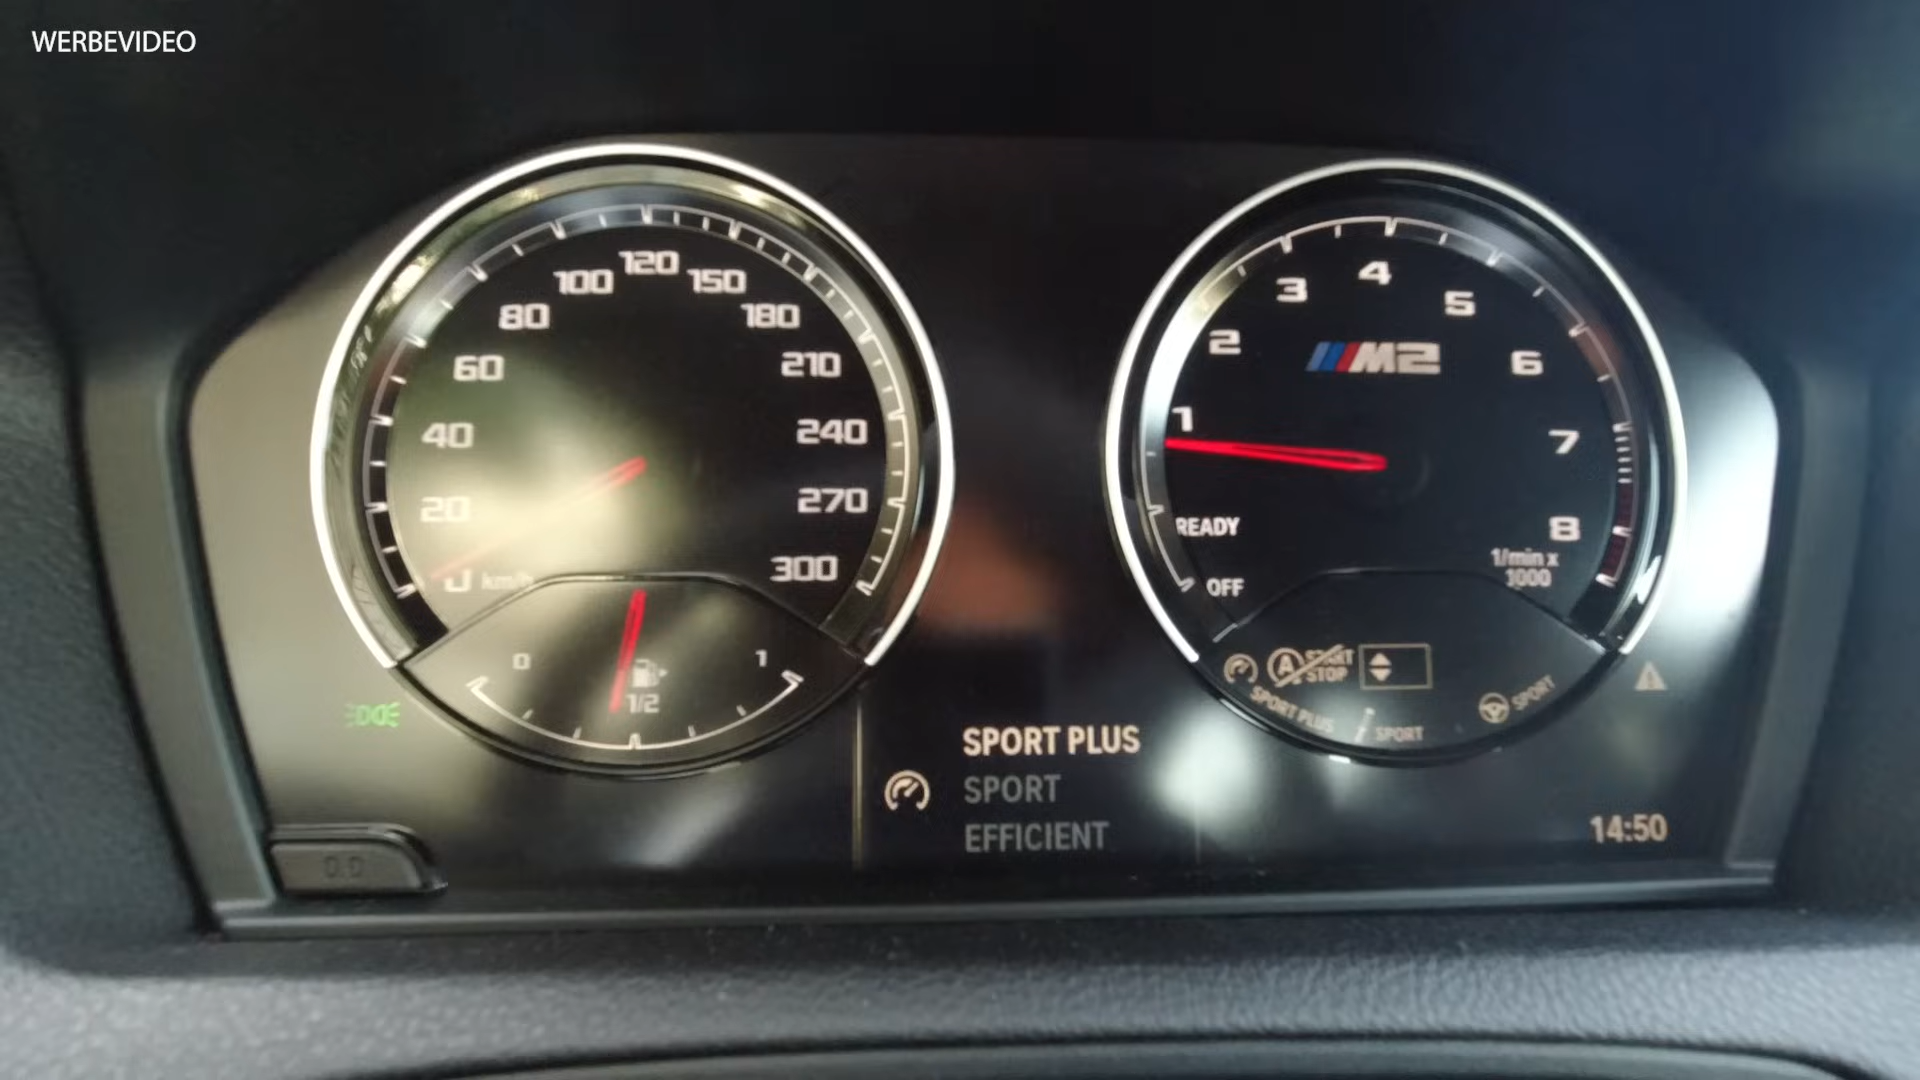 WERBEVIDEO
120
100
150
80
180
60
210
40
240
20
270
km/h
300
0
1
1/2
4
3
5
2
M2
6
1
7
READY
8
1/min x
1000
OFF
A
START
STOP
SPORT PLUS
SPORT
SPORT
SPORT PLUS
SPORT
EFFICIENT
14:50
0.0